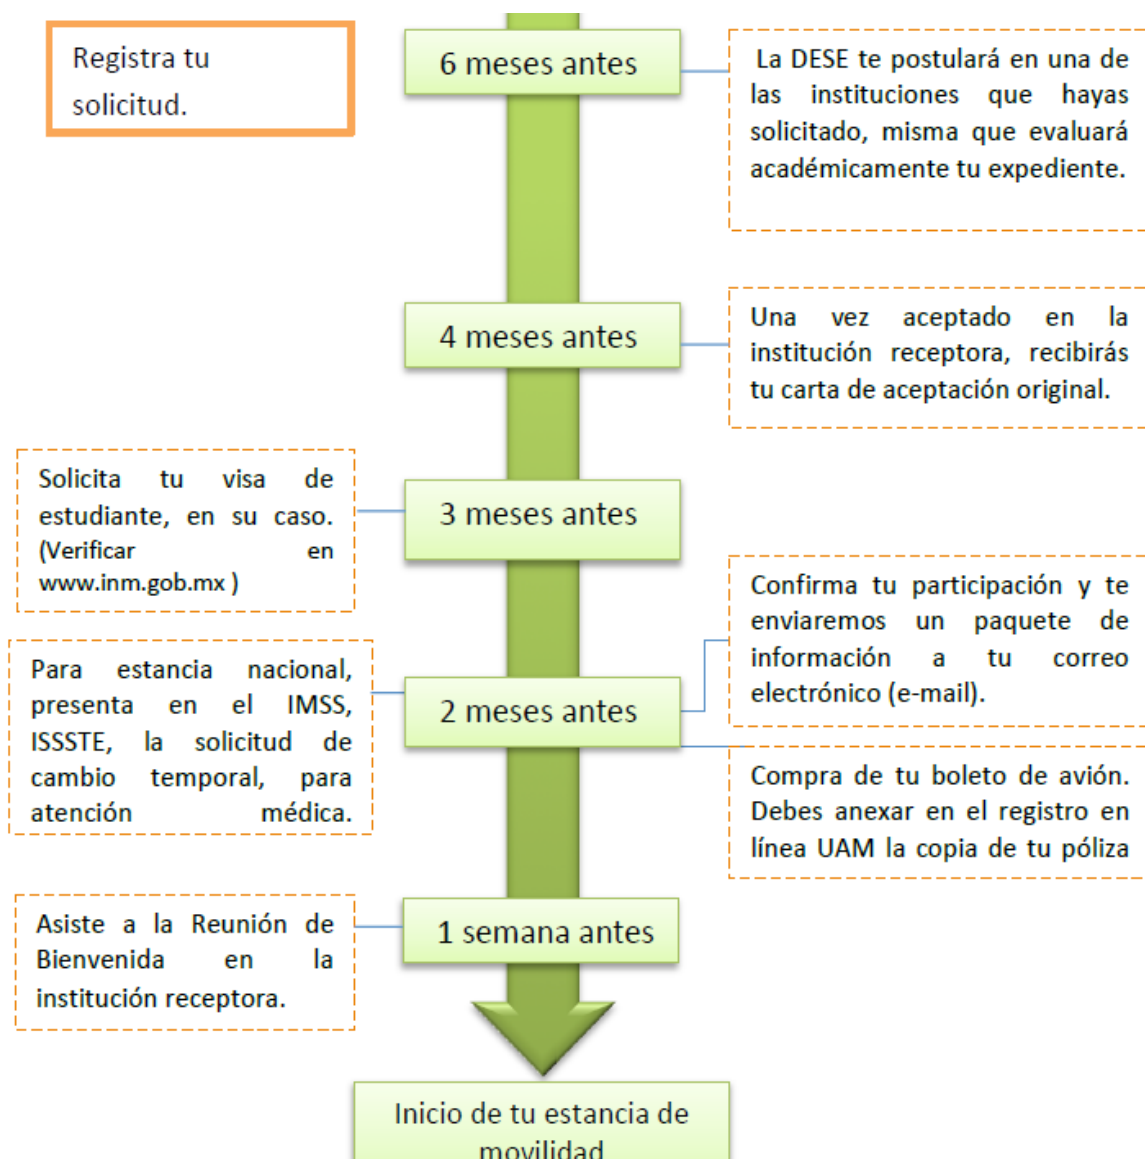 Registra tu
solicitud.
6 meses antes
La DESE te postulará en una de
las instituciones que hayas
solicitado, misma que evaluará
académicamente tu expediente.
4 meses antes
Una vez aceptado en la
institución receptora, recibirás
tu carta de aceptación original.
Solicita tu visa de
estudiante, en su caso.
(Verificar en
www.inm.gob.mx )
3 meses antes
Confirma tu participación y te
enviaremos un paquete de
información a tu correo
electrónico (e-mail).
Para estancia nacional,
presenta en el IMSS,
ISSSTE, la solicitud de
cambio temporal, para
atención médica.
2 meses antes
Compra de tu boleto de avión.
Debes anexar en el registro en
línea UAM la copia de tu póliza
Asiste a la Reunión de
Bienvenida en la
institución receptora.
1 semana antes
Inicio de tu estancia de
movilidad